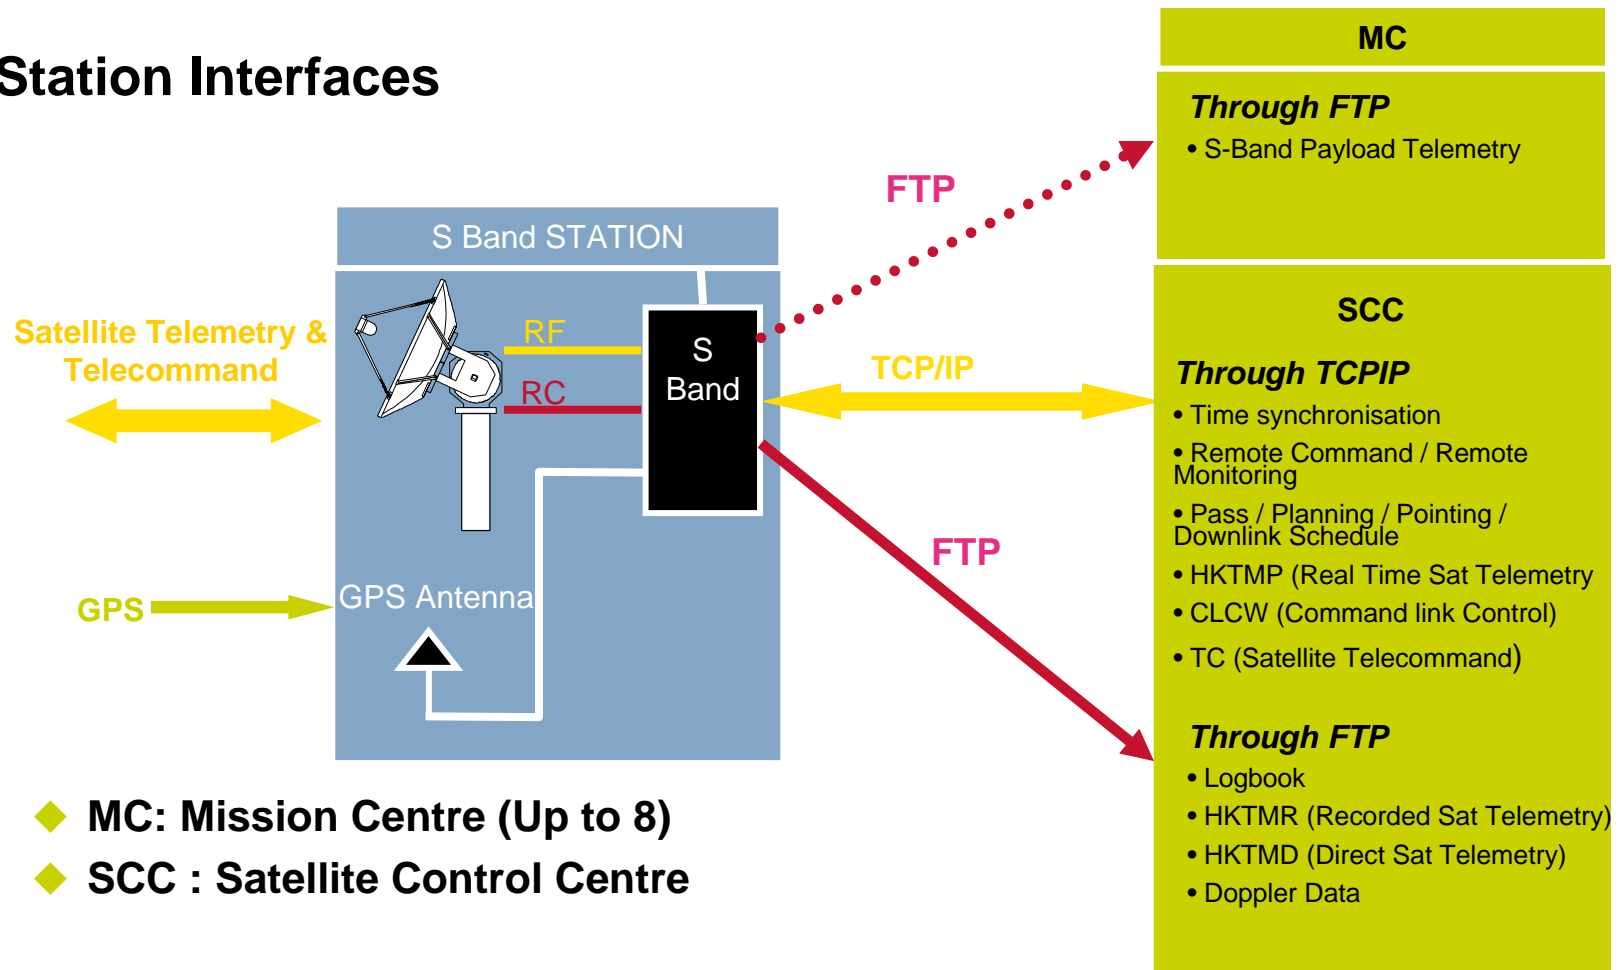 Station Interfaces
MC
Through FTP
• S-Band Payload Telemetry
FTP
S Band STATION
Satellite Telemetry &
Telecommand
RF
RC
S
Band
TCP/IP
SCC
Through TCPIP
• Time synchronisation
• Remote Command / Remote
Monitoring
• Pass / Planning / Pointing /
Downlink Schedule
• HKTMP (Real Time Sat Telemetry
• CLCW (Command link Control)
• TC (Satellite Telecommand)
FTP
GPS
GPS Antenna
Through FTP
• Logbook
• HKTMR (Recorded Sat Telemetry)
• HKTMD (Direct Sat Telemetry)
• Doppler Data
MC: Mission Centre (Up to 8)
SCC : Satellite Control Centre